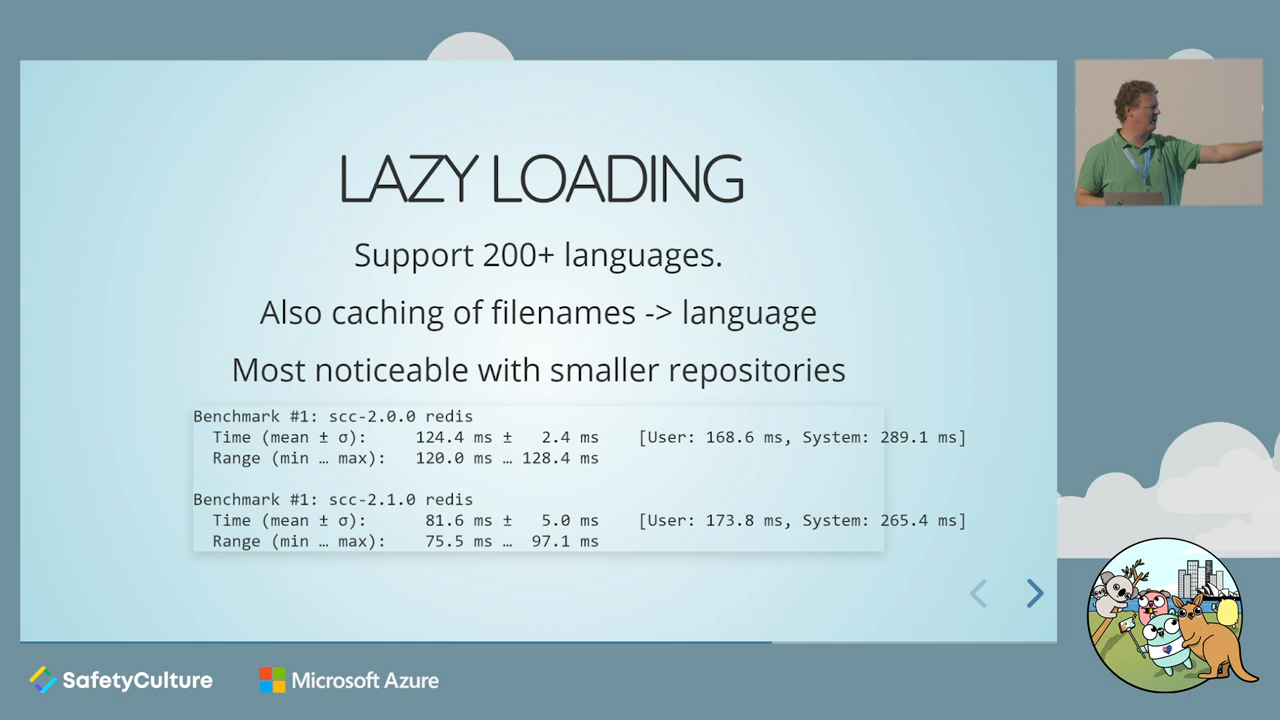 LAZY LOADING
Support 200+ languages.
Also caching of filenames -> language
Most noticeable with smaller repositories
Benchmark #1: scc-2.0.0 redis
Time (mean ± σ): 124.4 ms ± 2.4 ms [User: 168.6 ms, System: 289.1 ms]
Range (min … max): 120.0 ms … 128.4 ms
Benchmark #1: scc-2.1.0 redis
Time (mean ± σ): 81.6 ms ± 5.0 ms [User: 173.8 ms, System: 265.4 ms]
Range (min … max): 75.5 ms … 97.1 ms
SafetyCulture
Microsoft Azure